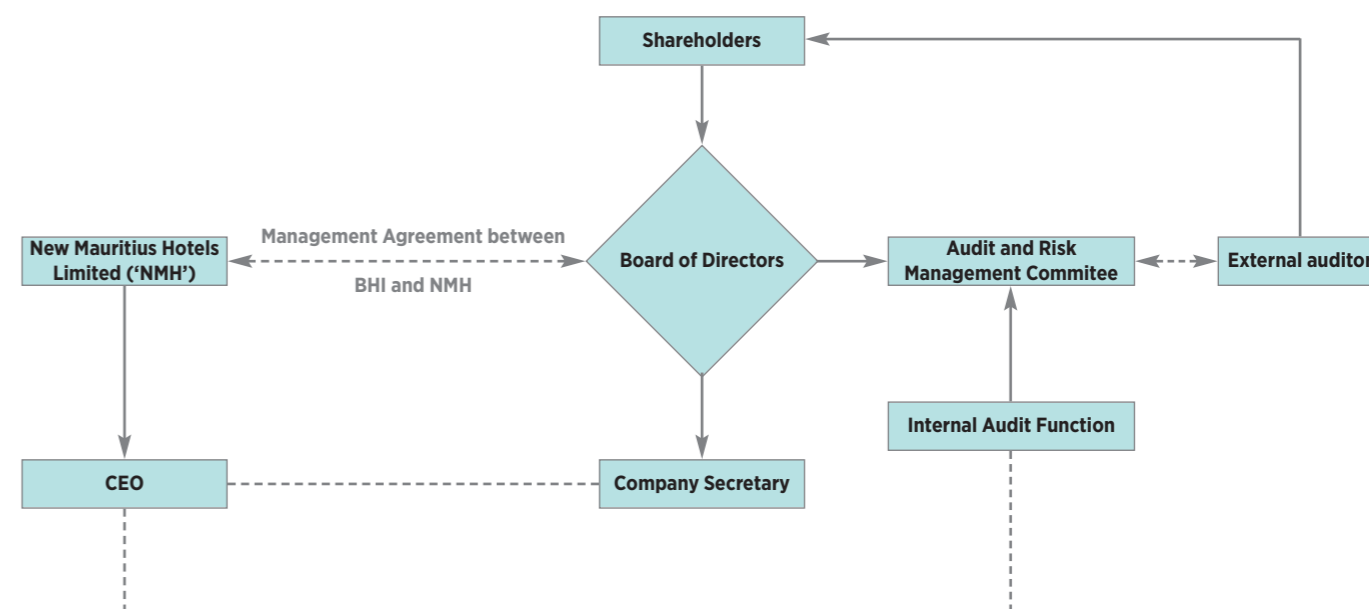 Shareholders
Management Agreement between
BHI and NMH
New Mauritius Hotels
Limited (‘NMH’)
Board of Directors
Audit and Risk
Management Commitee
External auditor
Internal Audit Function
CEO
Company Secretary